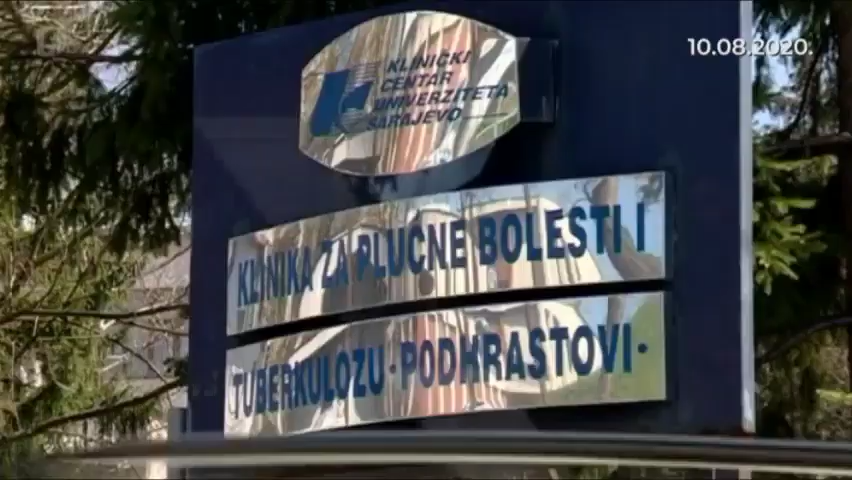 10.08.2020.
KLINIČKI
CENTAR
UNIVERZITETA
SARAJEVO
KLINIKA ZA PLUĆNE BOLESTI I
TUBERKULOZU · PODHRASTOVI ·